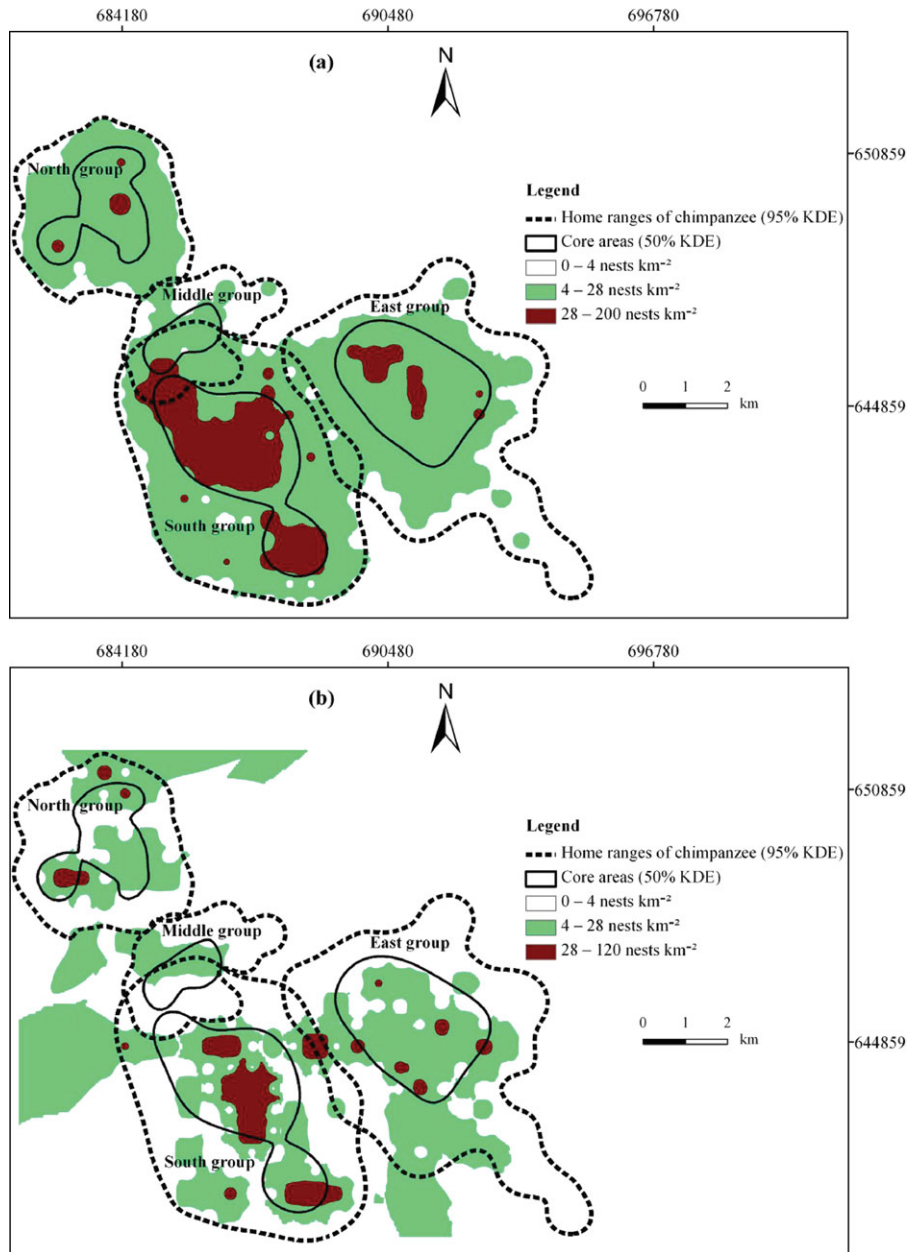 684180 690480 696780
(a)
N
650859
North group
Legend
Home ranges of chimpanzee (95% KDE)
Core areas (50% KDE)
0 – 4 nests km⁻²
4 – 28 nests km⁻²
28 – 200 nests km⁻²
Middle group
East group
0 1 2
km
644859
South group
684180 690480 696780
(b)
N
650859
North group
Legend
Home ranges of chimpanzee (95% KDE)
Core areas (50% KDE)
0 – 4 nests km⁻²
4 – 28 nests km⁻²
28 – 120 nests km⁻²
Middle group
East group
0 1 2
km
644859
South group